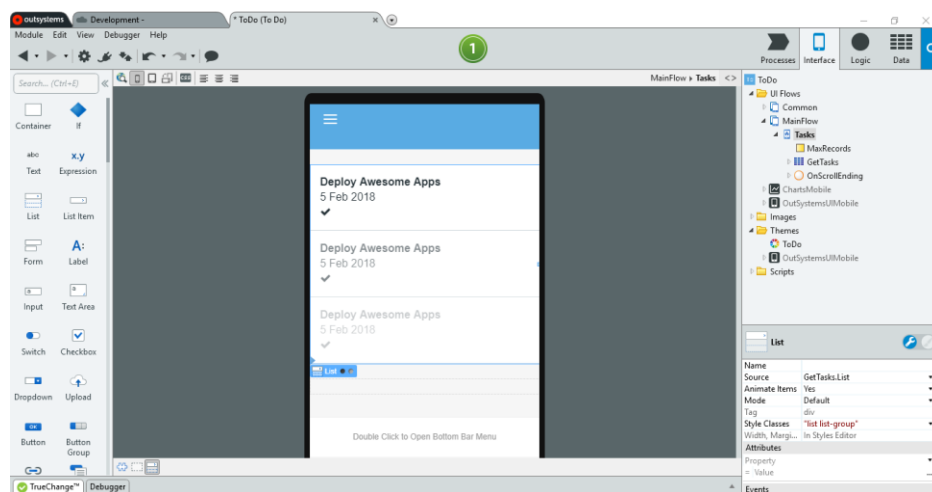 outsystems
Development -
* ToDo (To Do)
Module Edit View Debugger Help
1
Processes
Interface
Logic
Data
Search... (Ctrl+E)
MainFlow ▸ Tasks
Container
If
abc
Text
x.y
Expression
List
List Item
Form
A:
Label
Input
Text Area
Switch
Checkbox
Dropdown
Upload
OK
Button
Button Group
Deploy Awesome Apps
5 Feb 2018
Deploy Awesome Apps
5 Feb 2018
Deploy Awesome Apps
5 Feb 2018
List
Double Click to Open Bottom Bar Menu
ToDo
UI Flows
Common
MainFlow
Tasks
MaxRecords
GetTasks
OnScrollEnding
ChartsMobile
OutSystemsUIMobile
Images
Themes
ToDo
OutSystemsUIMobile
Scripts
List
Name
Source GetTasks.List
Animate Items Yes
Mode Default
Tag div
Style Classes "list list-group"
Width, Margi... In Styles Editor
Attributes
Property
= Value
Events
TrueChange™
Debugger